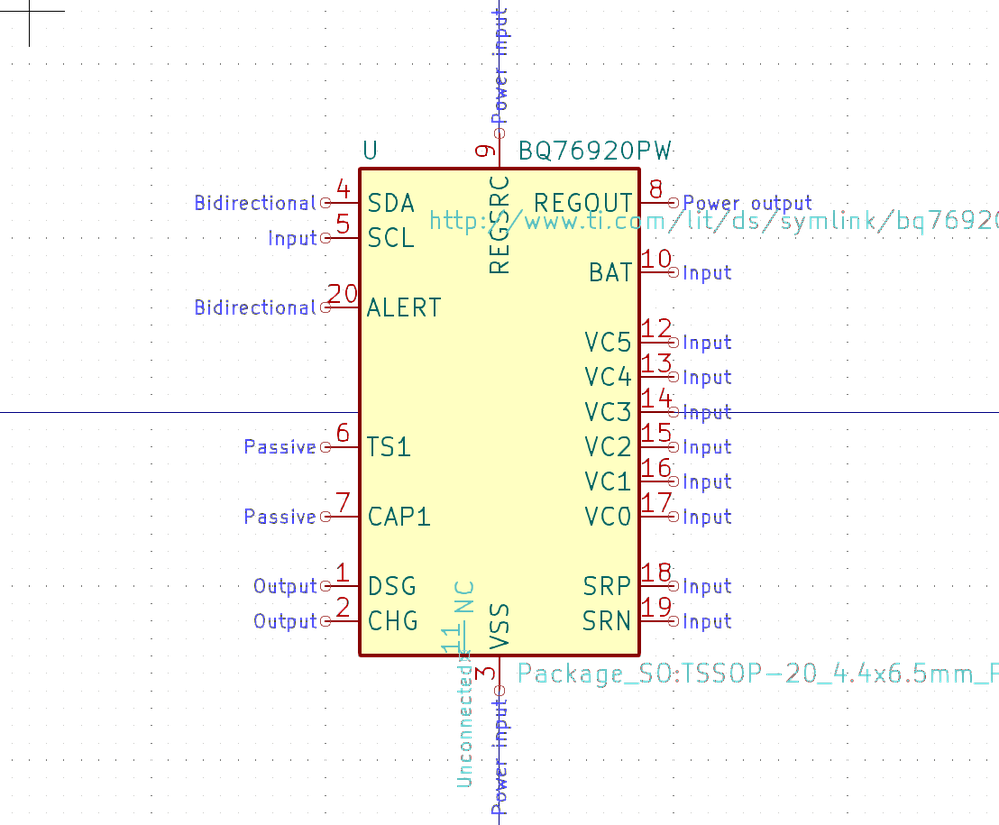 Power input
9
U
BQ76920PW
REGSRC
Bidirectional 4 SDA
REGOUT 8 Power output
http://www.ti.com/lit/ds/symlink/bq76920
Input 5 SCL
BAT 10 Input
Bidirectional 20 ALERT
VC5 12 Input
VC4 13 Input
VC3 14 Input
Passive 6 TS1
VC2 15 Input
VC1 16 Input
Passive 7 CAP1
VC0 17 Input
Output 1 DSG
SRP 18 Input
Output 2 CHG
SRN 19 Input
NC
11
Unconnected
VSS
3
Power input
Package_SO:TSSOP-20_4.4x6.5mm_P